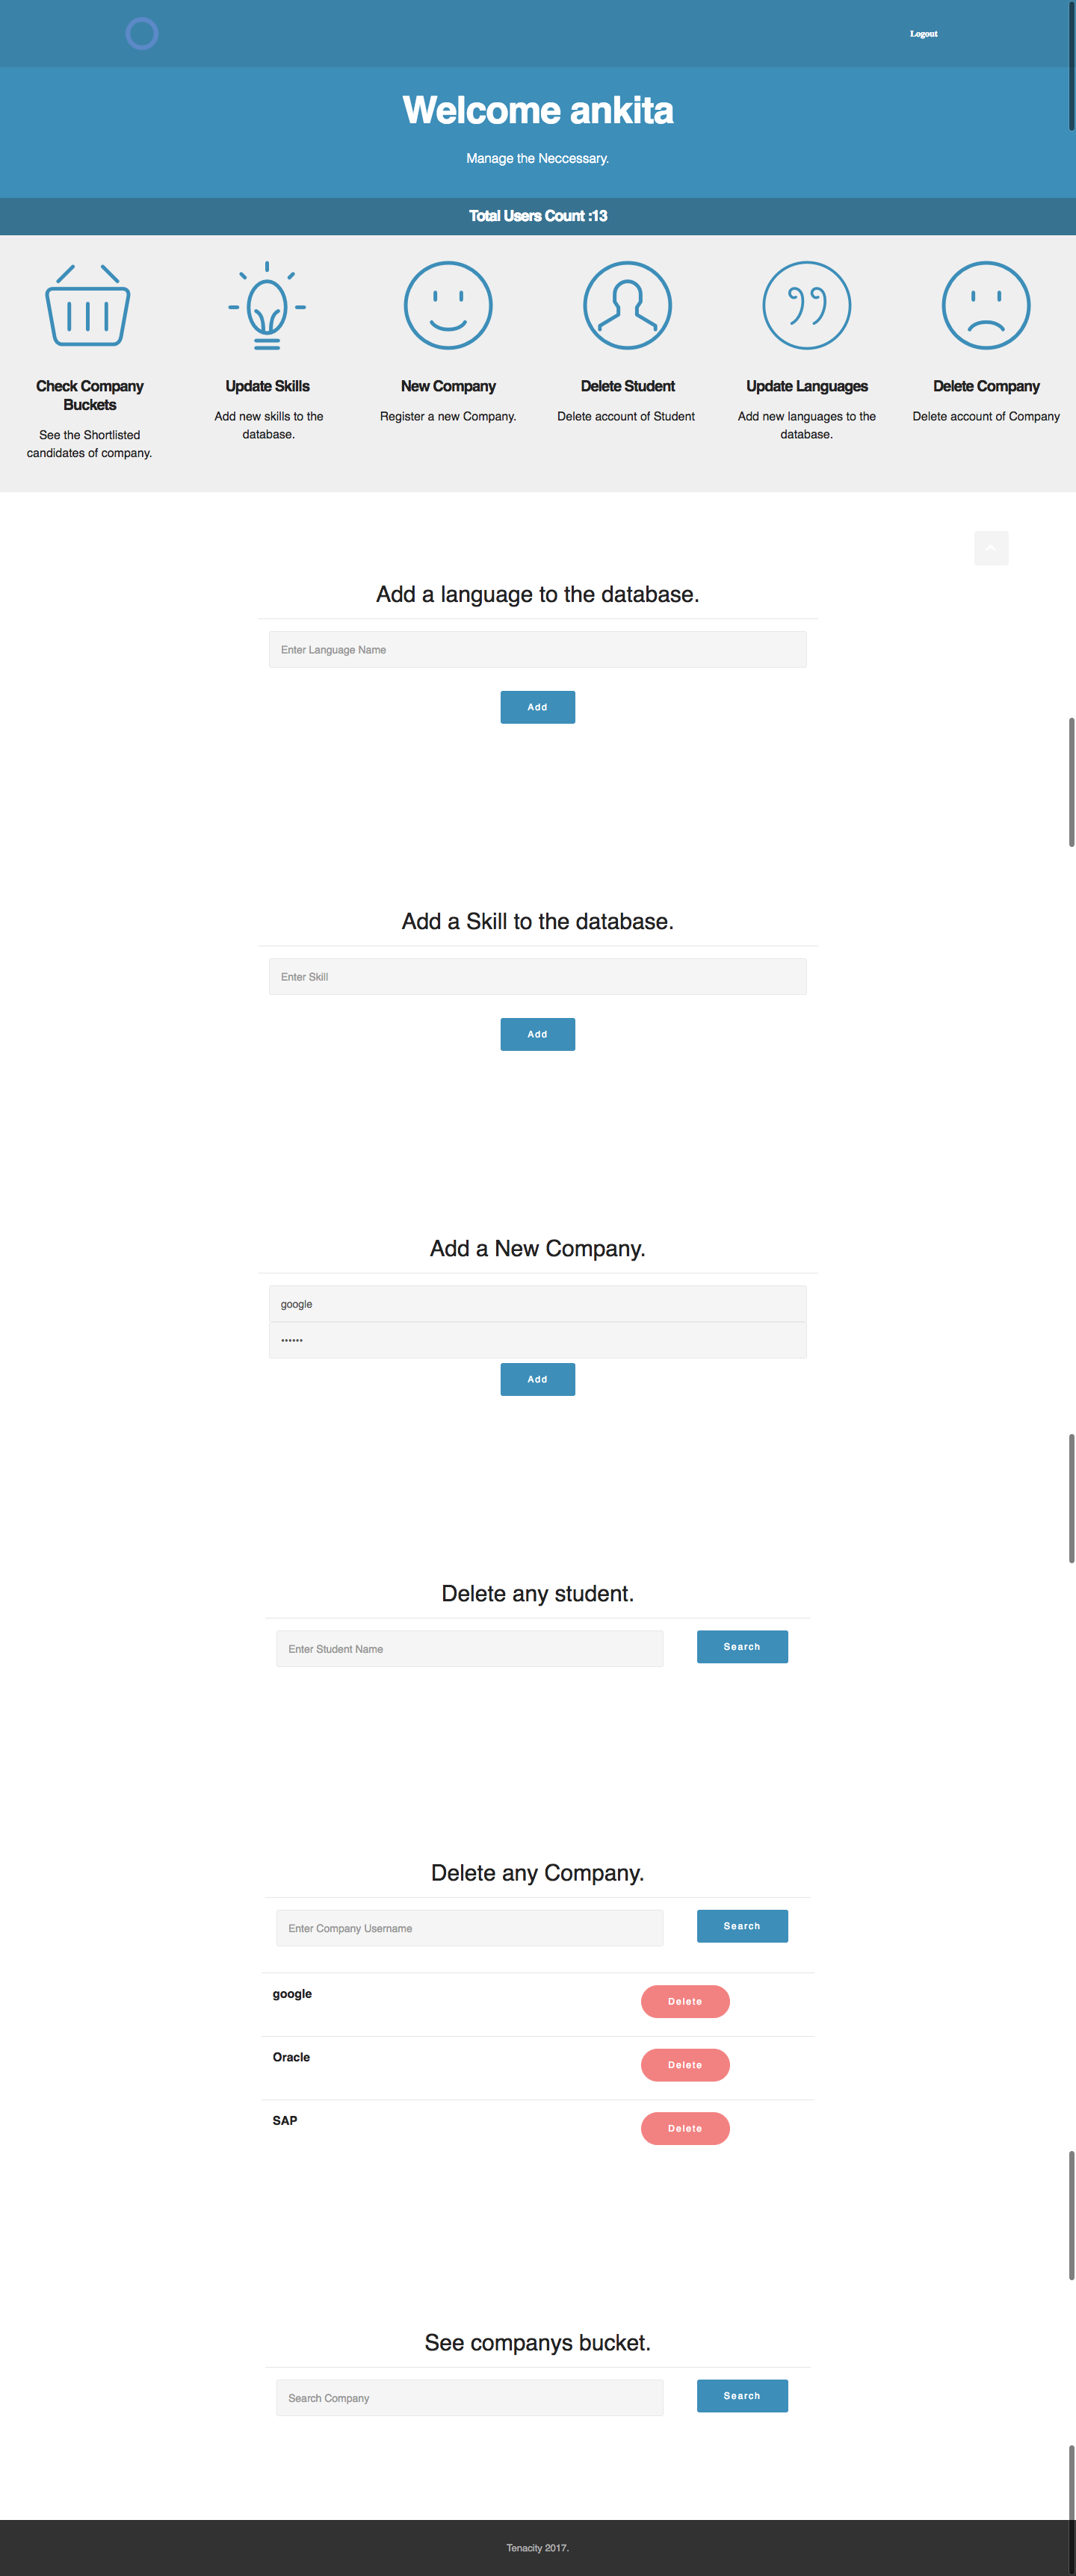 Logout
Welcome ankita
Manage the Neccessary.
Total Users Count :13
Check Company
Buckets
See the Shortlisted
candidates of company.
Update Skills
Add new skills to the
database.
New Company
Register a new Company.
Delete Student
Delete account of Student
Update Languages
Add new languages to the
database.
Delete Company
Delete account of Company
Add a language to the database.
Enter Language Name
Add
Add a Skill to the database.
Enter Skill
Add
Add a New Company.
google
••••••
Add
Delete any student.
Enter Student Name
Search
Delete any Company.
Enter Company Username
Search
google
Delete
Oracle
Delete
SAP
Delete
See companys bucket.
Search Company
Search
Tenacity 2017.